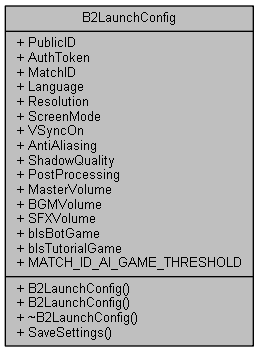 B2LaunchConfig
+ PublicID
+ AuthToken
+ MatchID
+ Language
+ Resolution
+ ScreenMode
+ VSyncOn
+ AntiAliasing
+ ShadowQuality
+ PostProcessing
+ MasterVolume
+ BGMVolume
+ SFXVolume
+ bIsBotGame
+ bIsTutorialGame
+ MATCH_ID_AI_GAME_THRESHOLD
+ B2LaunchConfig()
+ B2LaunchConfig()
+ ~B2LaunchConfig()
+ SaveSettings()